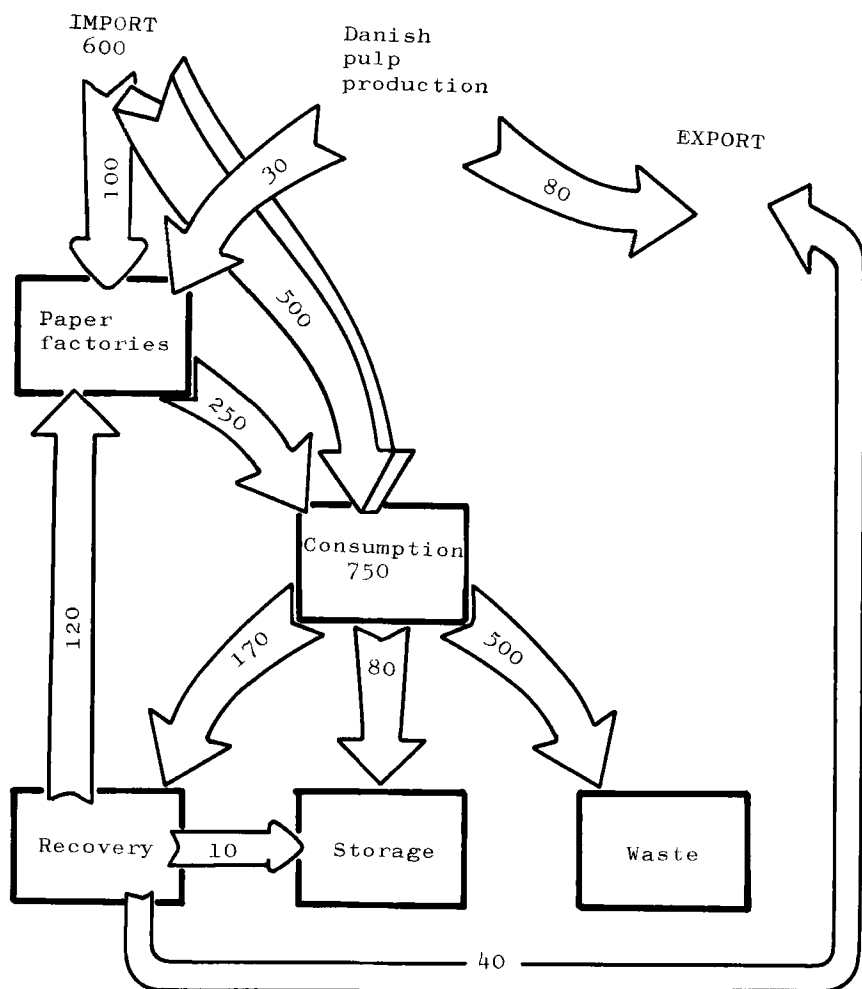 IMPORT
600
Danish
pulp
production
EXPORT
100
30
80
500
Paper
factories
250
Consumption
750
120
170
80
500
Recovery
10
Storage
Waste
40